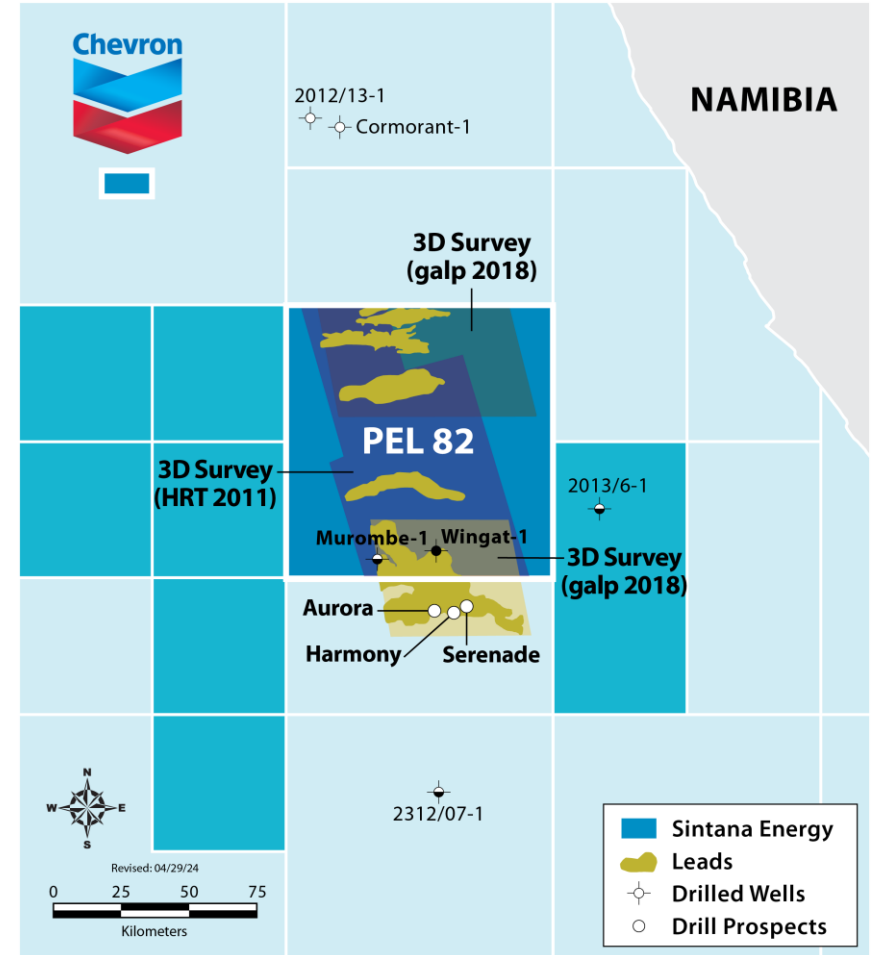 Chevron
NAMIBIA
2012/13-1
Cormorant-1
3D Survey
(galp 2018)
PEL 82
3D Survey
(HRT 2011)
2013/6-1
Murombe-1
Wingat-1
3D Survey
(galp 2018)
Aurora
Harmony
Serenade
2312/07-1
N
W
E
S
Revised: 04/29/24
0 25 50 75
Kilometers
Sintana Energy
Leads
Drilled Wells
Drill Prospects